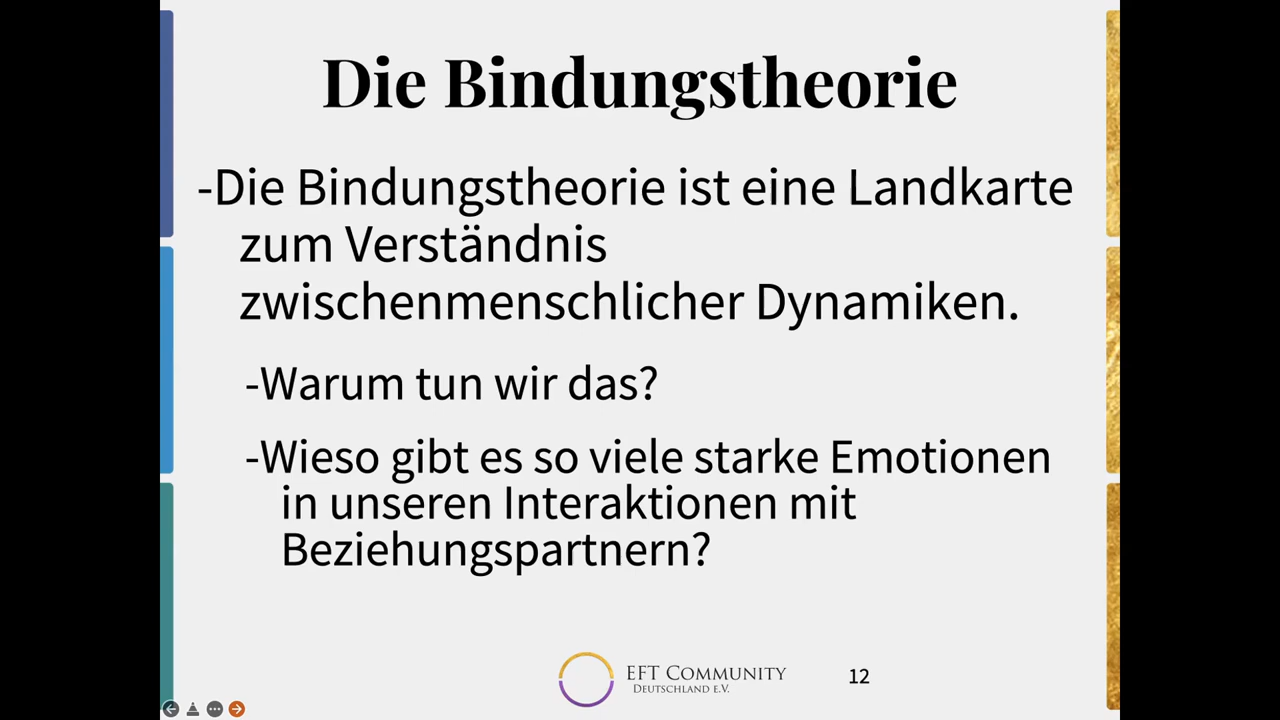 Die Bindungstheorie
-Die Bindungstheorie ist eine Landkarte
zum Verständnis
zwischenmenschlicher Dynamiken.
-Warum tun wir das?
-Wieso gibt es so viele starke Emotionen
in unseren Interaktionen mit
Beziehungspartnern?
EFT Community
Deutschland e.V.
12